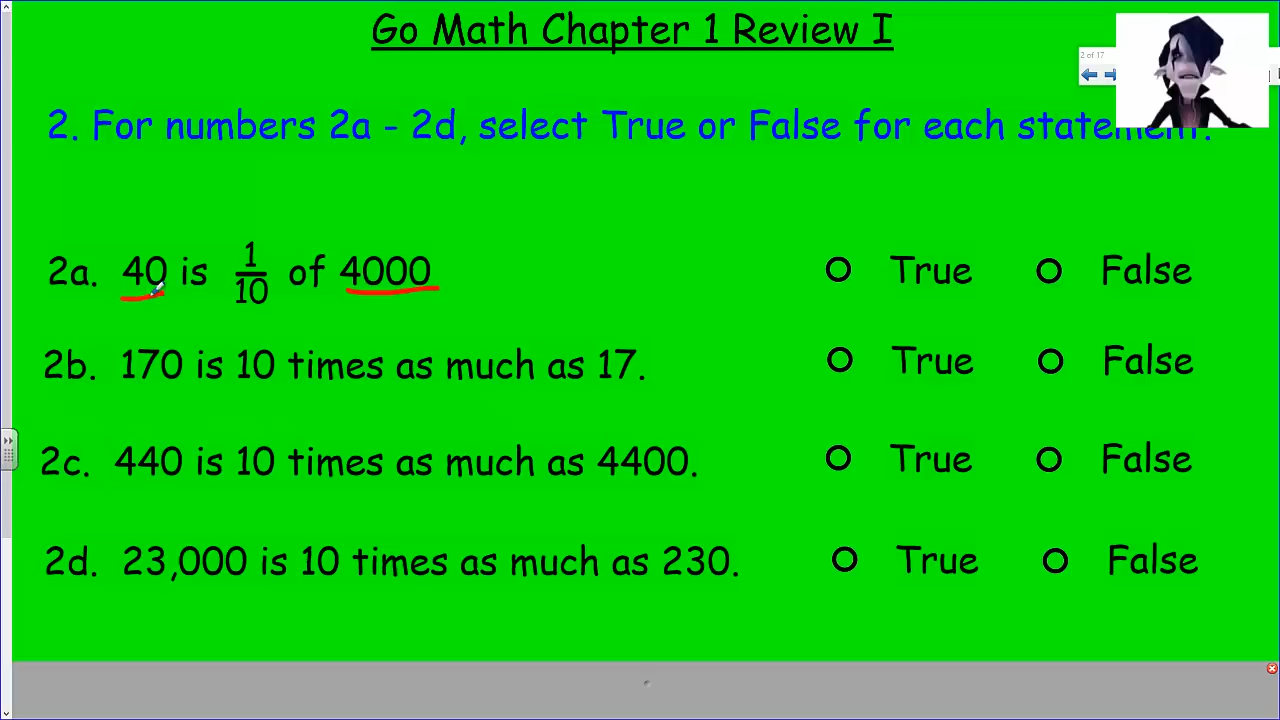 Go Math Chapter 1 Review I
2 of 17
2. For numbers 2a - 2d, select True or False for each statement.
2a. 40 is 1/10 of 4000 True False
2b. 170 is 10 times as much as 17. True False
2c. 440 is 10 times as much as 4400. True False
2d. 23,000 is 10 times as much as 230. True False